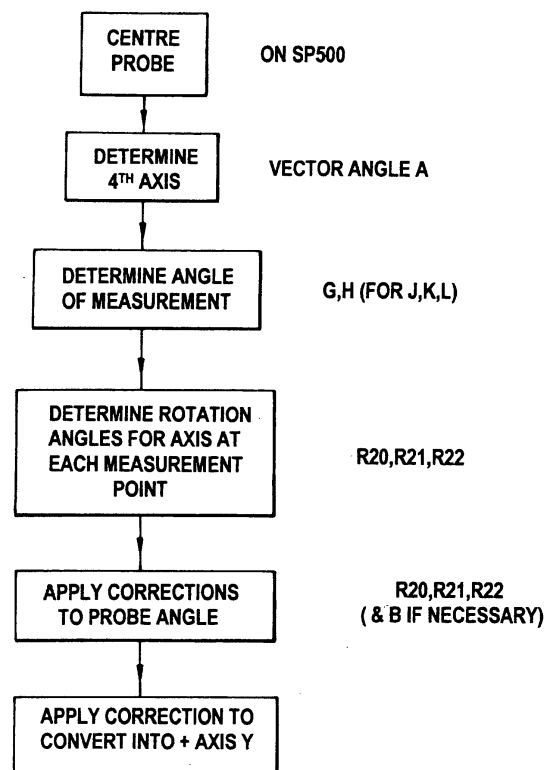 CENTRE
PROBE
ON SP500
DETERMINE
4TH AXIS
VECTOR ANGLE A
DETERMINE ANGLE
OF MEASUREMENT
G,H (FOR J,K,L)
DETERMINE ROTATION
ANGLES FOR AXIS AT
EACH MEASUREMENT
POINT
R20,R21,R22
APPLY CORRECTIONS
TO PROBE ANGLE
R20,R21,R22
( & B IF NECESSARY)
APPLY CORRECTION TO
CONVERT INTO + AXIS Y